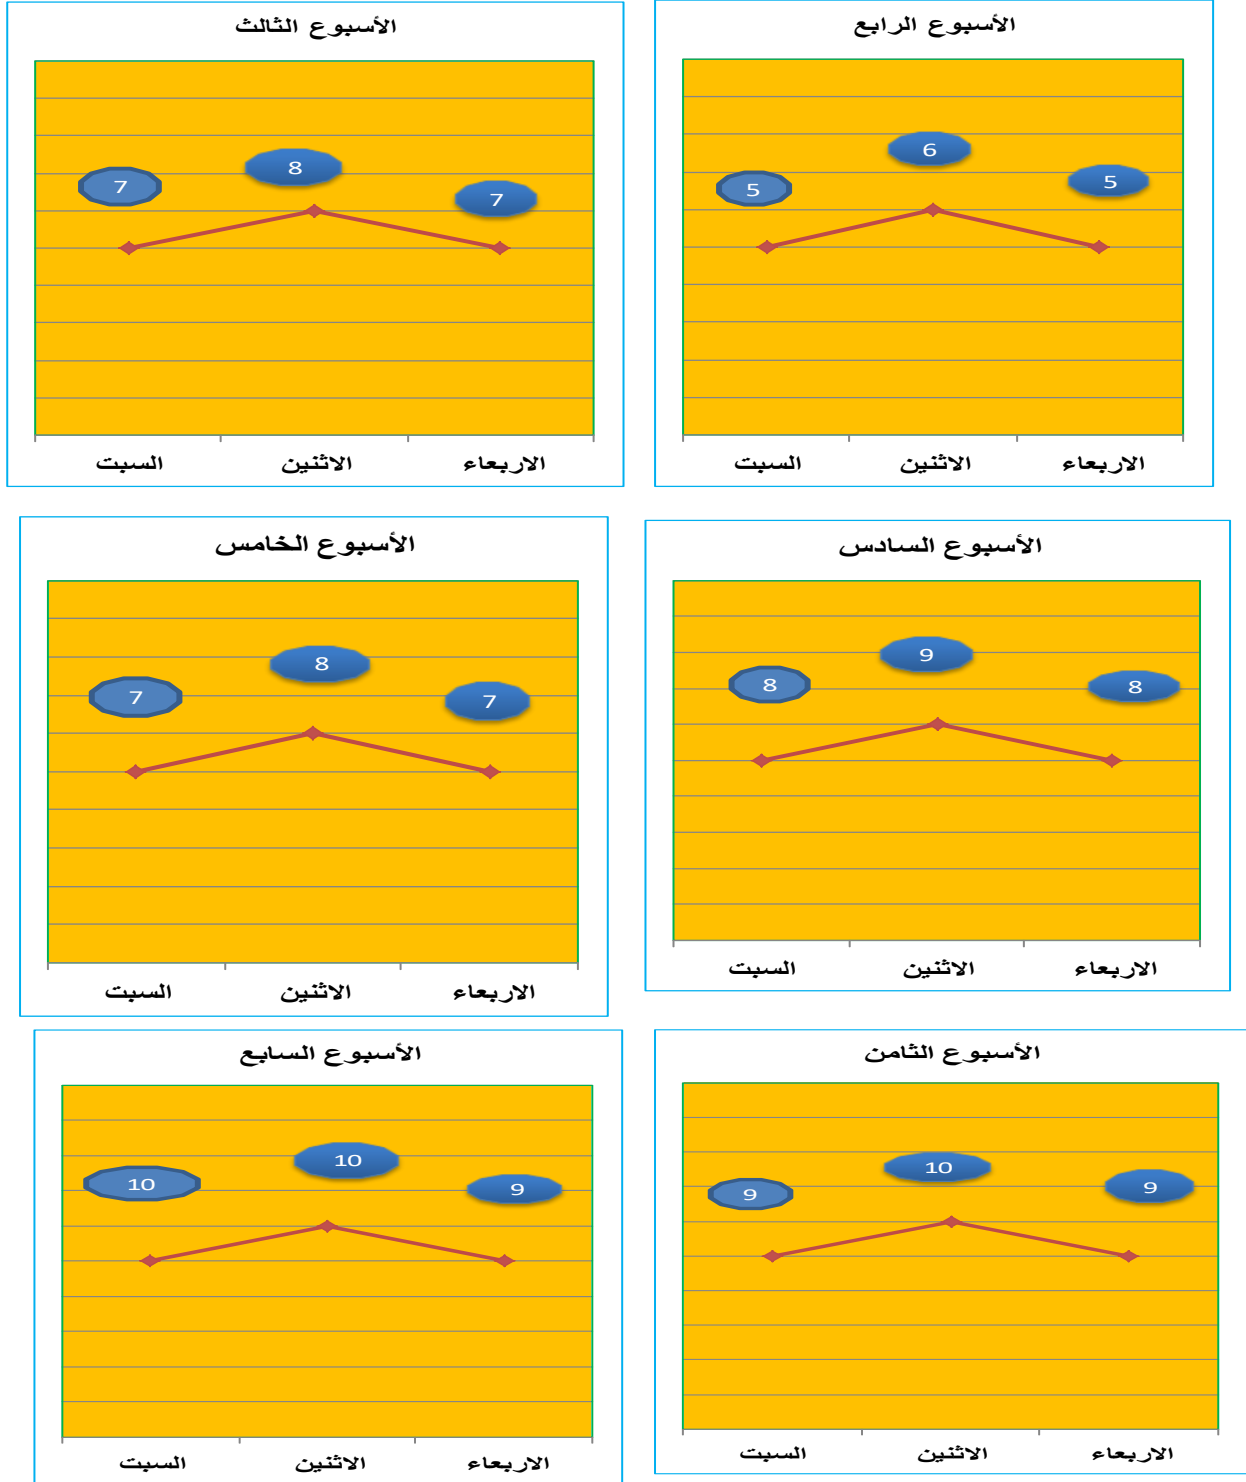 الأسبوع الثالث
8
7
7
السبت
الاثنين
الاربعاء
الأسبوع الرابع
6
5
5
السبت
الاثنين
الاربعاء
الأسبوع الخامس
8
7
7
السبت
الاثنين
الاربعاء
الأسبوع السادس
9
8
8
السبت
الاثنين
الاربعاء
الأسبوع السابع
10
10
9
السبت
الاثنين
الاربعاء
الأسبوع الثامن
10
9
9
السبت
الاثنين
الاربعاء